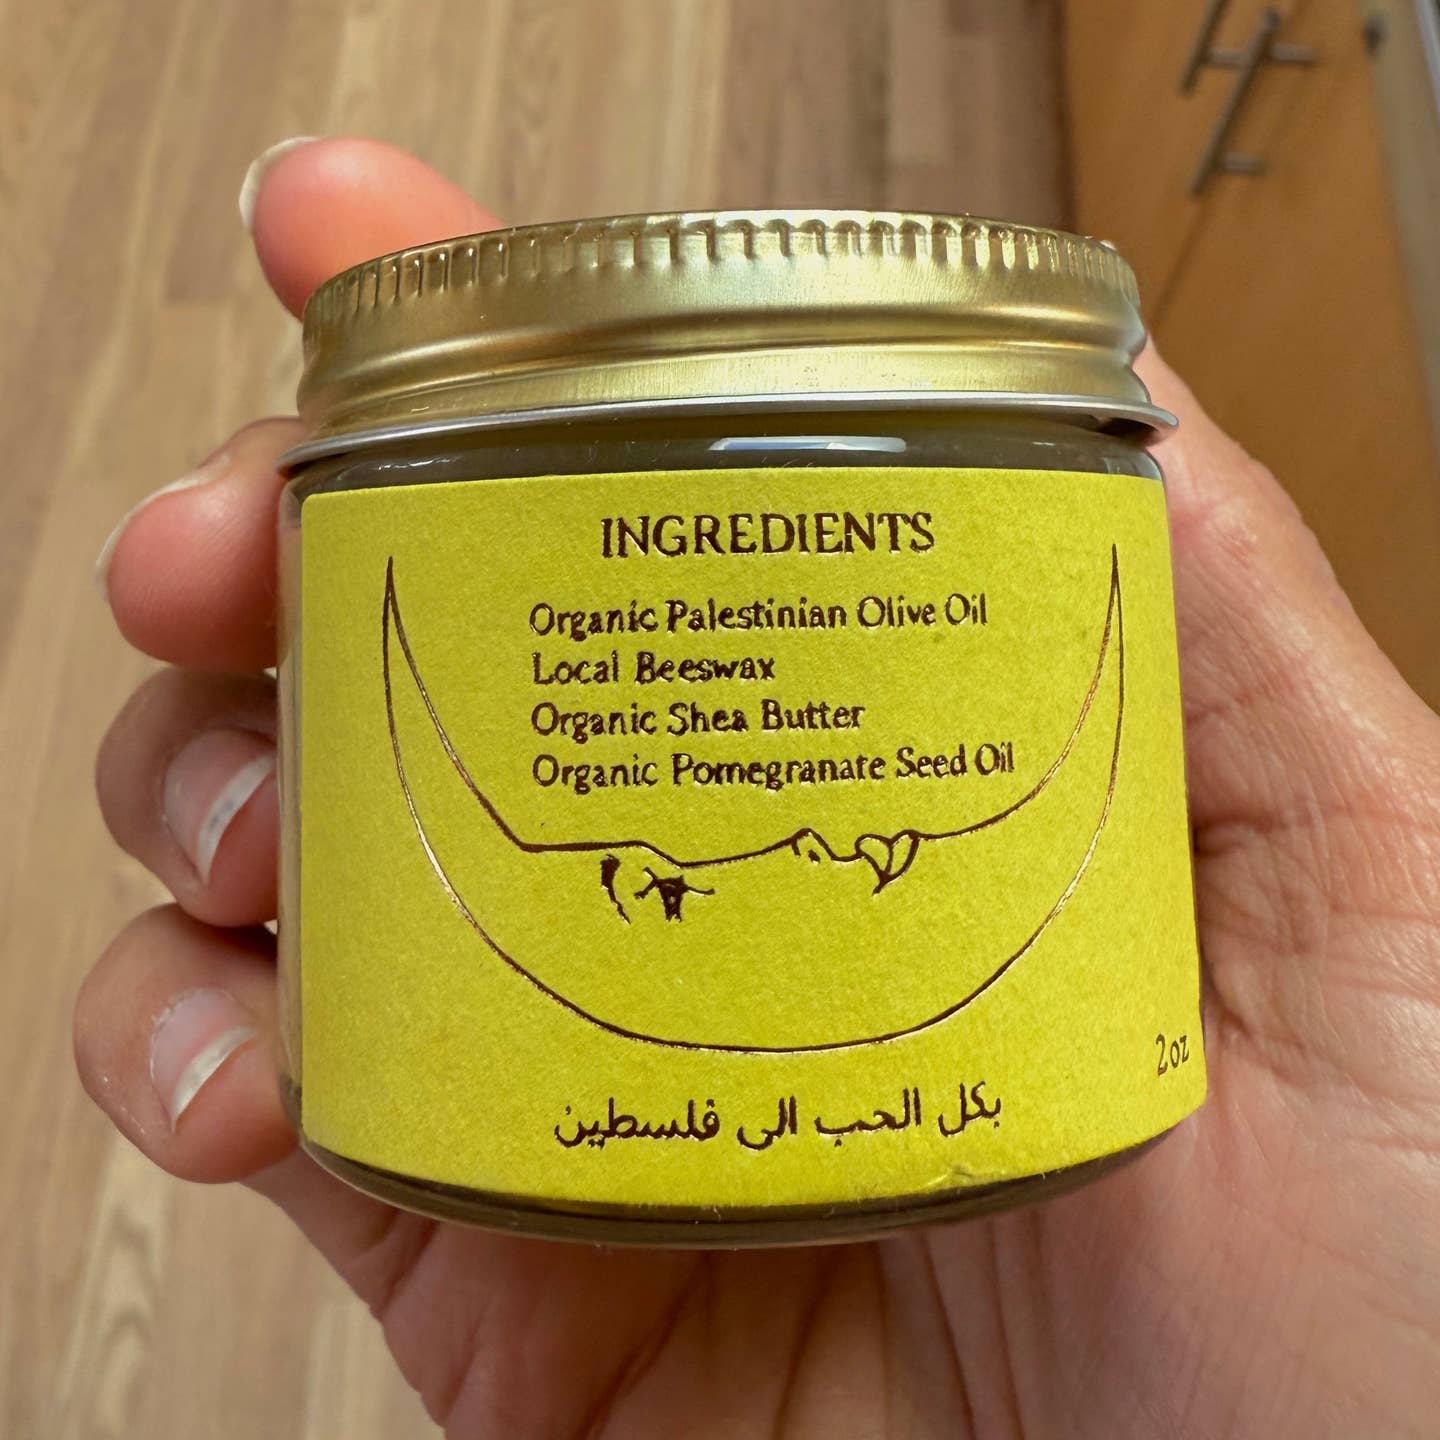 INGREDIENTS
Organic Palestinian Olive Oil
Local Beeswax
Organic Shea Butter
Organic Pomegranate Seed Oil
2oz
بكل الحب الى فلسطين